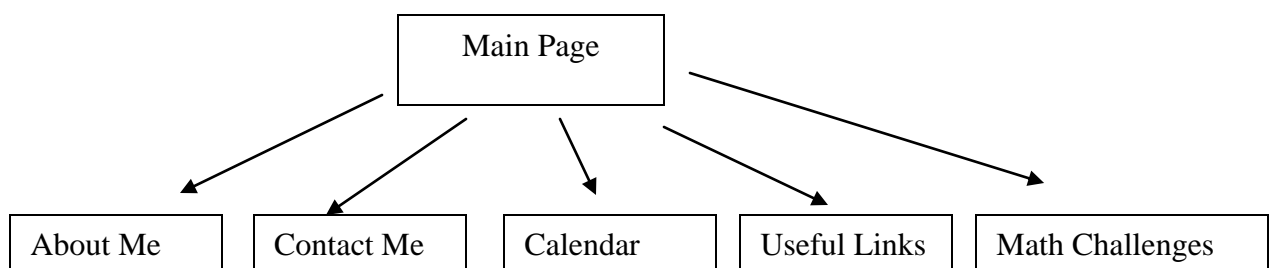 Main Page
About Me
Contact Me
Calendar
Useful Links
Math Challenges